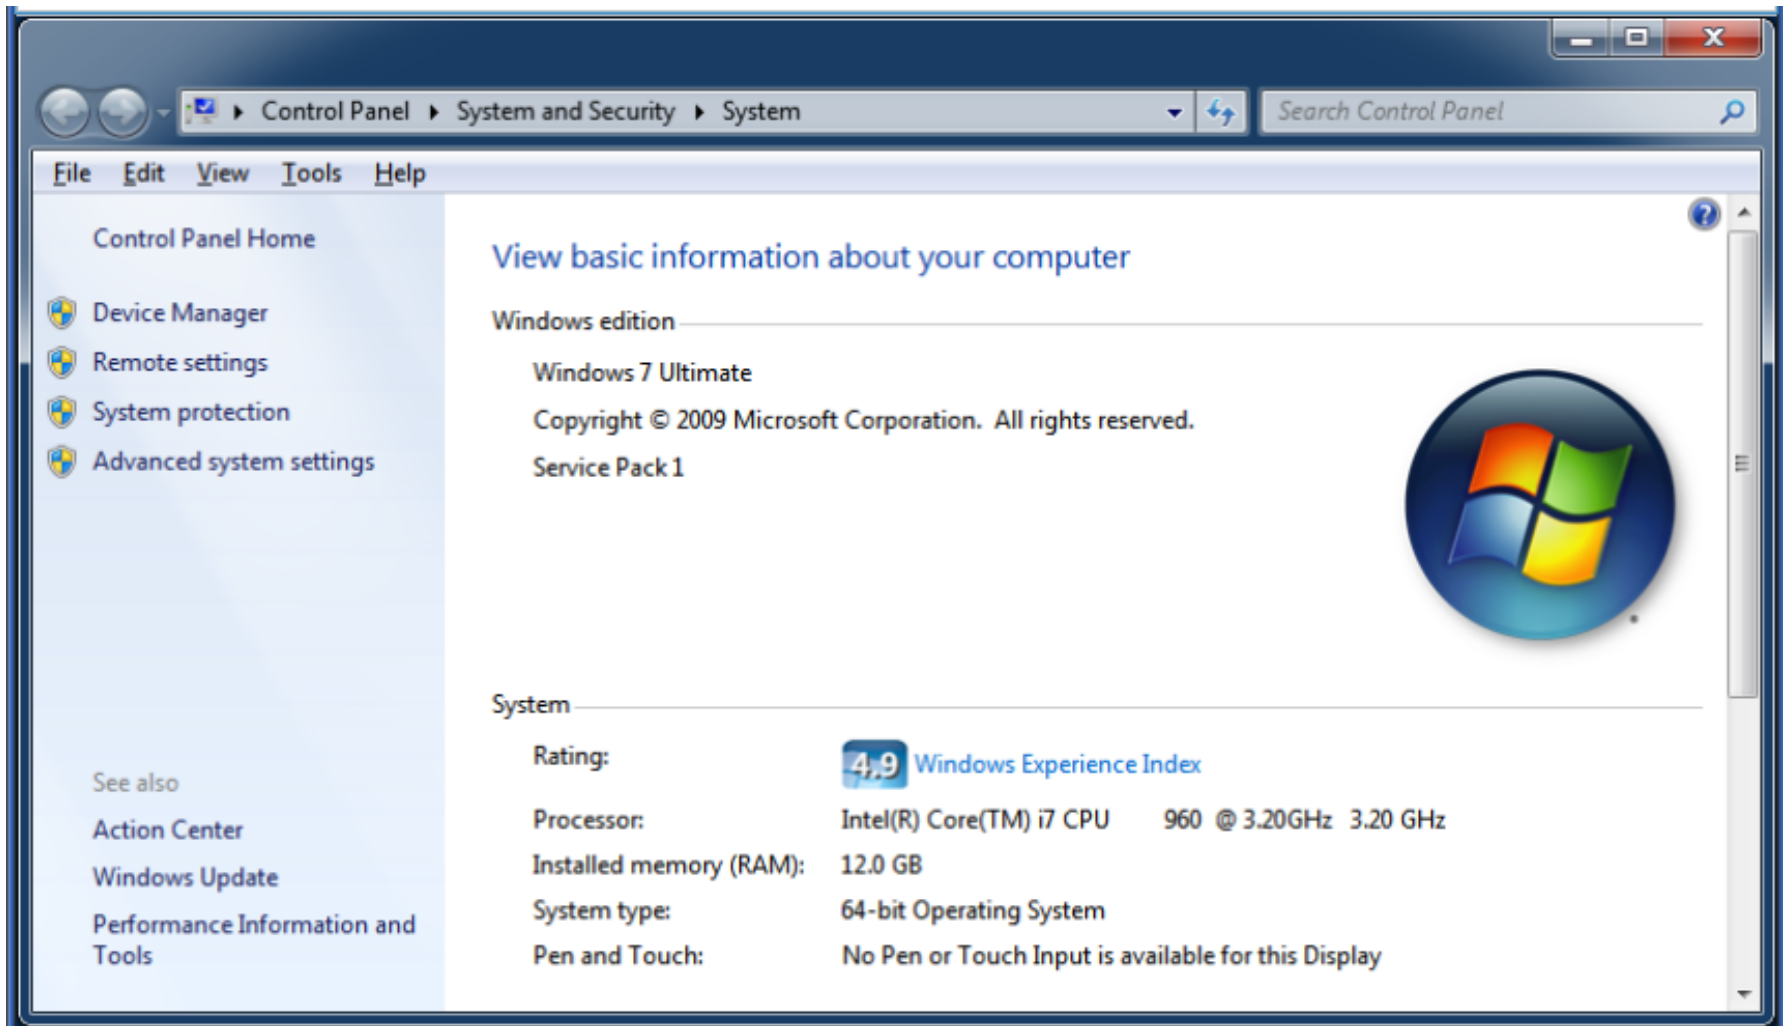 Control Panel ▸ System and Security ▸ System
Search Control Panel
File Edit View Tools Help
Control Panel Home
Device Manager
Remote settings
System protection
Advanced system settings
See also
Action Center
Windows Update
Performance Information and
Tools
View basic information about your computer
Windows edition
Windows 7 Ultimate
Copyright © 2009 Microsoft Corporation.  All rights reserved.
Service Pack 1
System
Rating: 4.9 Windows Experience Index
Processor: Intel(R) Core(TM) i7 CPU 960 @ 3.20GHz 3.20 GHz
Installed memory (RAM): 12.0 GB
System type: 64-bit Operating System
Pen and Touch: No Pen or Touch Input is available for this Display